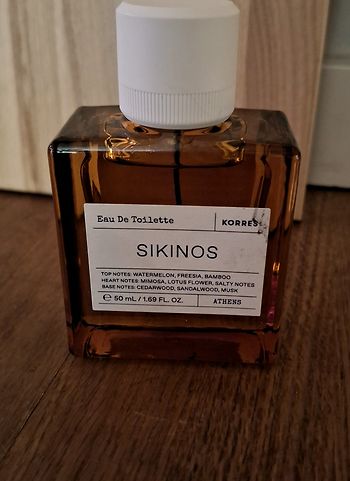 Eau De Toilette KORRES
SIKINOS
TOP NOTES: WATERMELON, FREESIA, BAMBOO
HEART NOTES: MIMOSA, LOTUS FLOWER, SALTY NOTES
BASE NOTES: CEDARWOOD, SANDALWOOD, MUSK
℮ 50 mL / 1.69 FL. OZ. ATHENS